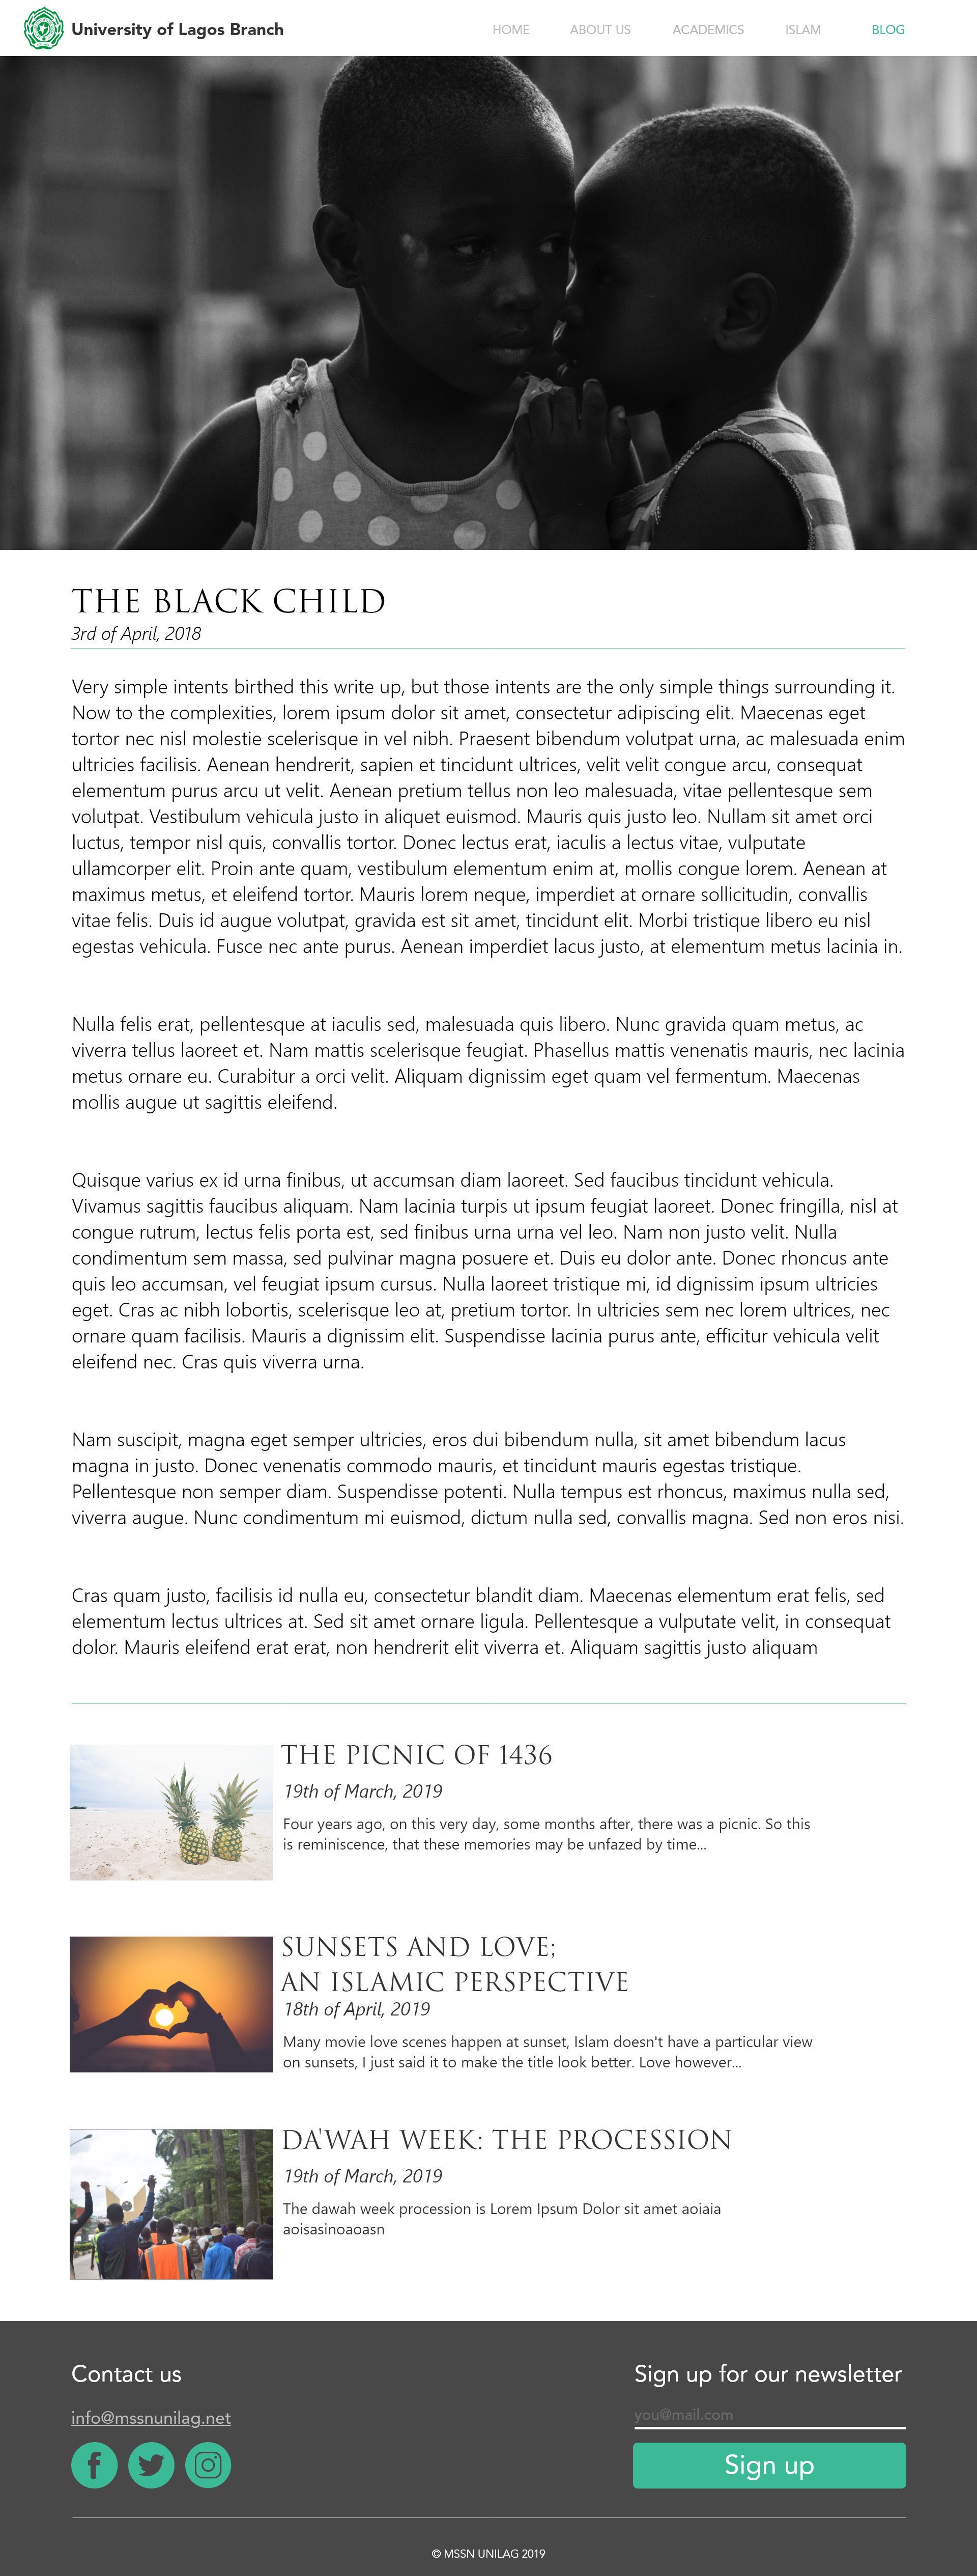 University of Lagos Branch
HOME
ABOUT US
ACADEMICS
ISLAM
BLOG
THE BLACK CHILD
3rd of April, 2018
Very simple intents birthed this write up, but those intents are the only simple things surrounding it.
Now to the complexities, lorem ipsum dolor sit amet, consectetur adipiscing elit. Maecenas eget
tortor nec nisl molestie scelerisque in vel nibh. Praesent bibendum volutpat urna, ac malesuada enim
ultricies facilisis. Aenean hendrerit, sapien et tincidunt ultrices, velit velit congue arcu, consequat
elementum purus arcu ut velit. Aenean pretium tellus non leo malesuada, vitae pellentesque sem
volutpat. Vestibulum vehicula justo in aliquet euismod. Mauris quis justo leo. Nullam sit amet orci
luctus, tempor nisl quis, convallis tortor. Donec lectus erat, iaculis a lectus vitae, vulputate
ullamcorper elit. Proin ante quam, vestibulum elementum enim at, mollis congue lorem. Aenean at
maximus metus, et eleifend tortor. Mauris lorem neque, imperdiet at ornare sollicitudin, convallis
vitae felis. Duis id augue volutpat, gravida est sit amet, tincidunt elit. Morbi tristique libero eu nisl
egestas vehicula. Fusce nec ante purus. Aenean imperdiet lacus justo, at elementum metus lacinia in.
Nulla felis erat, pellentesque at iaculis sed, malesuada quis libero. Nunc gravida quam metus, ac
viverra tellus laoreet et. Nam mattis scelerisque feugiat. Phasellus mattis venenatis mauris, nec lacinia
metus ornare eu. Curabitur a orci velit. Aliquam dignissim eget quam vel fermentum. Maecenas
mollis augue ut sagittis eleifend.
Quisque varius ex id urna finibus, ut accumsan diam laoreet. Sed faucibus tincidunt vehicula.
Vivamus sagittis faucibus aliquam. Nam lacinia turpis ut ipsum feugiat laoreet. Donec fringilla, nisl at
congue rutrum, lectus felis porta est, sed finibus urna urna vel leo. Nam non justo velit. Nulla
condimentum sem massa, sed pulvinar magna posuere et. Duis eu dolor ante. Donec rhoncus ante
quis leo accumsan, vel feugiat ipsum cursus. Nulla laoreet tristique mi, id dignissim ipsum ultricies
eget. Cras ac nibh lobortis, scelerisque leo at, pretium tortor. In ultricies sem nec lorem ultrices, nec
ornare quam facilisis. Mauris a dignissim elit. Suspendisse lacinia purus ante, efficitur vehicula velit
eleifend nec. Cras quis viverra urna.
Nam suscipit, magna eget semper ultricies, eros dui bibendum nulla, sit amet bibendum lacus
magna in justo. Donec venenatis commodo mauris, et tincidunt mauris egestas tristique.
Pellentesque non semper diam. Suspendisse potenti. Nulla tempus est rhoncus, maximus nulla sed,
viverra augue. Nunc condimentum mi euismod, dictum nulla sed, convallis magna. Sed non eros nisi.
Cras quam justo, facilisis id nulla eu, consectetur blandit diam. Maecenas elementum erat felis, sed
elementum lectus ultrices at. Sed sit amet ornare ligula. Pellentesque a vulputate velit, in consequat
dolor. Mauris eleifend erat erat, non hendrerit elit viverra et. Aliquam sagittis justo aliquam
THE PICNIC OF 1436
19th of March, 2019
Four years ago, on this very day, some months after, there was a picnic. So this
is reminiscence, that these memories may be unfazed by time...
SUNSETS AND LOVE;
AN ISLAMIC PERSPECTIVE
18th of April, 2019
Many movie love scenes happen at sunset, Islam doesn't have a particular view
on sunsets, I just said it to make the title look better. Love however...
DA'WAH WEEK: THE PROCESSION
19th of March, 2019
The dawah week procession is Lorem Ipsum Dolor sit amet aoiaia
aoisasinoaoasn
Contact us
info@mssnunilag.net
Sign up for our newsletter
you@mail.com
Sign up
© MSSN UNILAG 2019